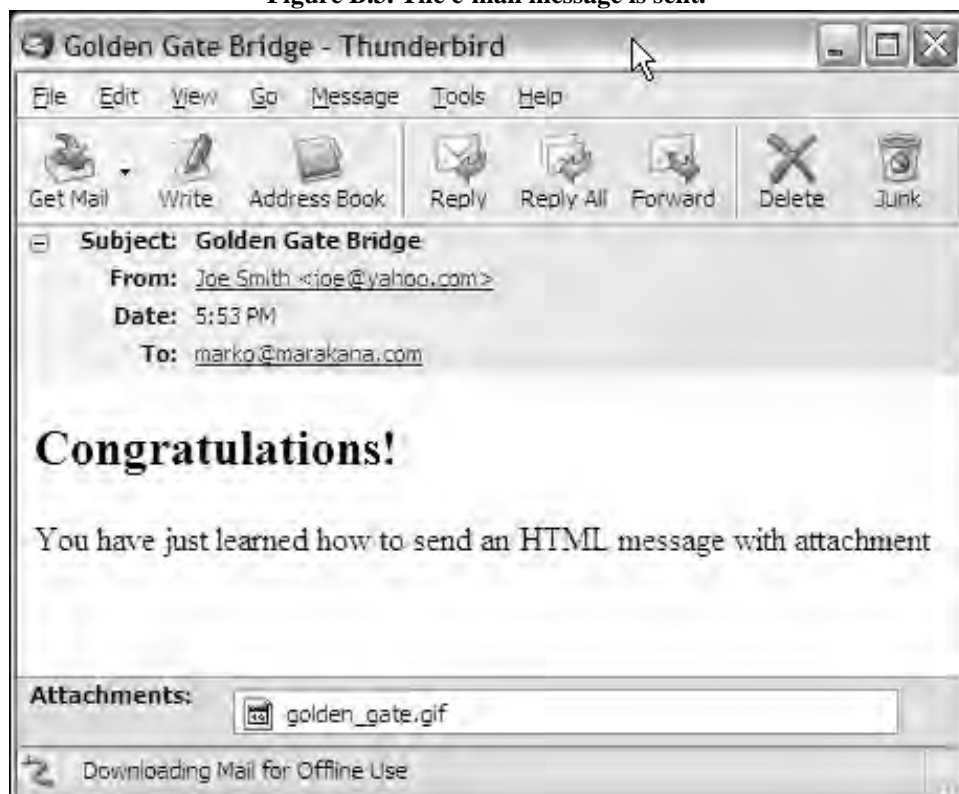 Figure B.3. The e-mail message is sent.
Golden Gate Bridge - Thunderbird
File Edit View Go Message Tools Help
Get Mail Write Address Book Reply Reply All Forward Delete Junk
Subject: Golden Gate Bridge
From: Joe Smith <joe@yahoo.com>
Date: 5:53 PM
To: marko@marakana.com
Congratulations!
You have just learned how to send an HTML message with attachment
Attachments:
golden_gate.gif
Downloading Mail for Offline Use